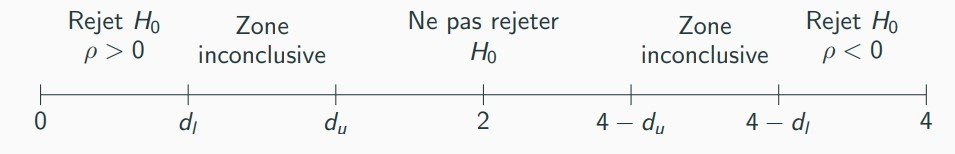 Rejet H₀
ρ > 0
Zone
inconclusive
Ne pas rejeter
H₀
Zone
inconclusive
Rejet H₀
ρ < 0
0
dₗ
dᵤ
2
4 − dᵤ
4 − dₗ
4